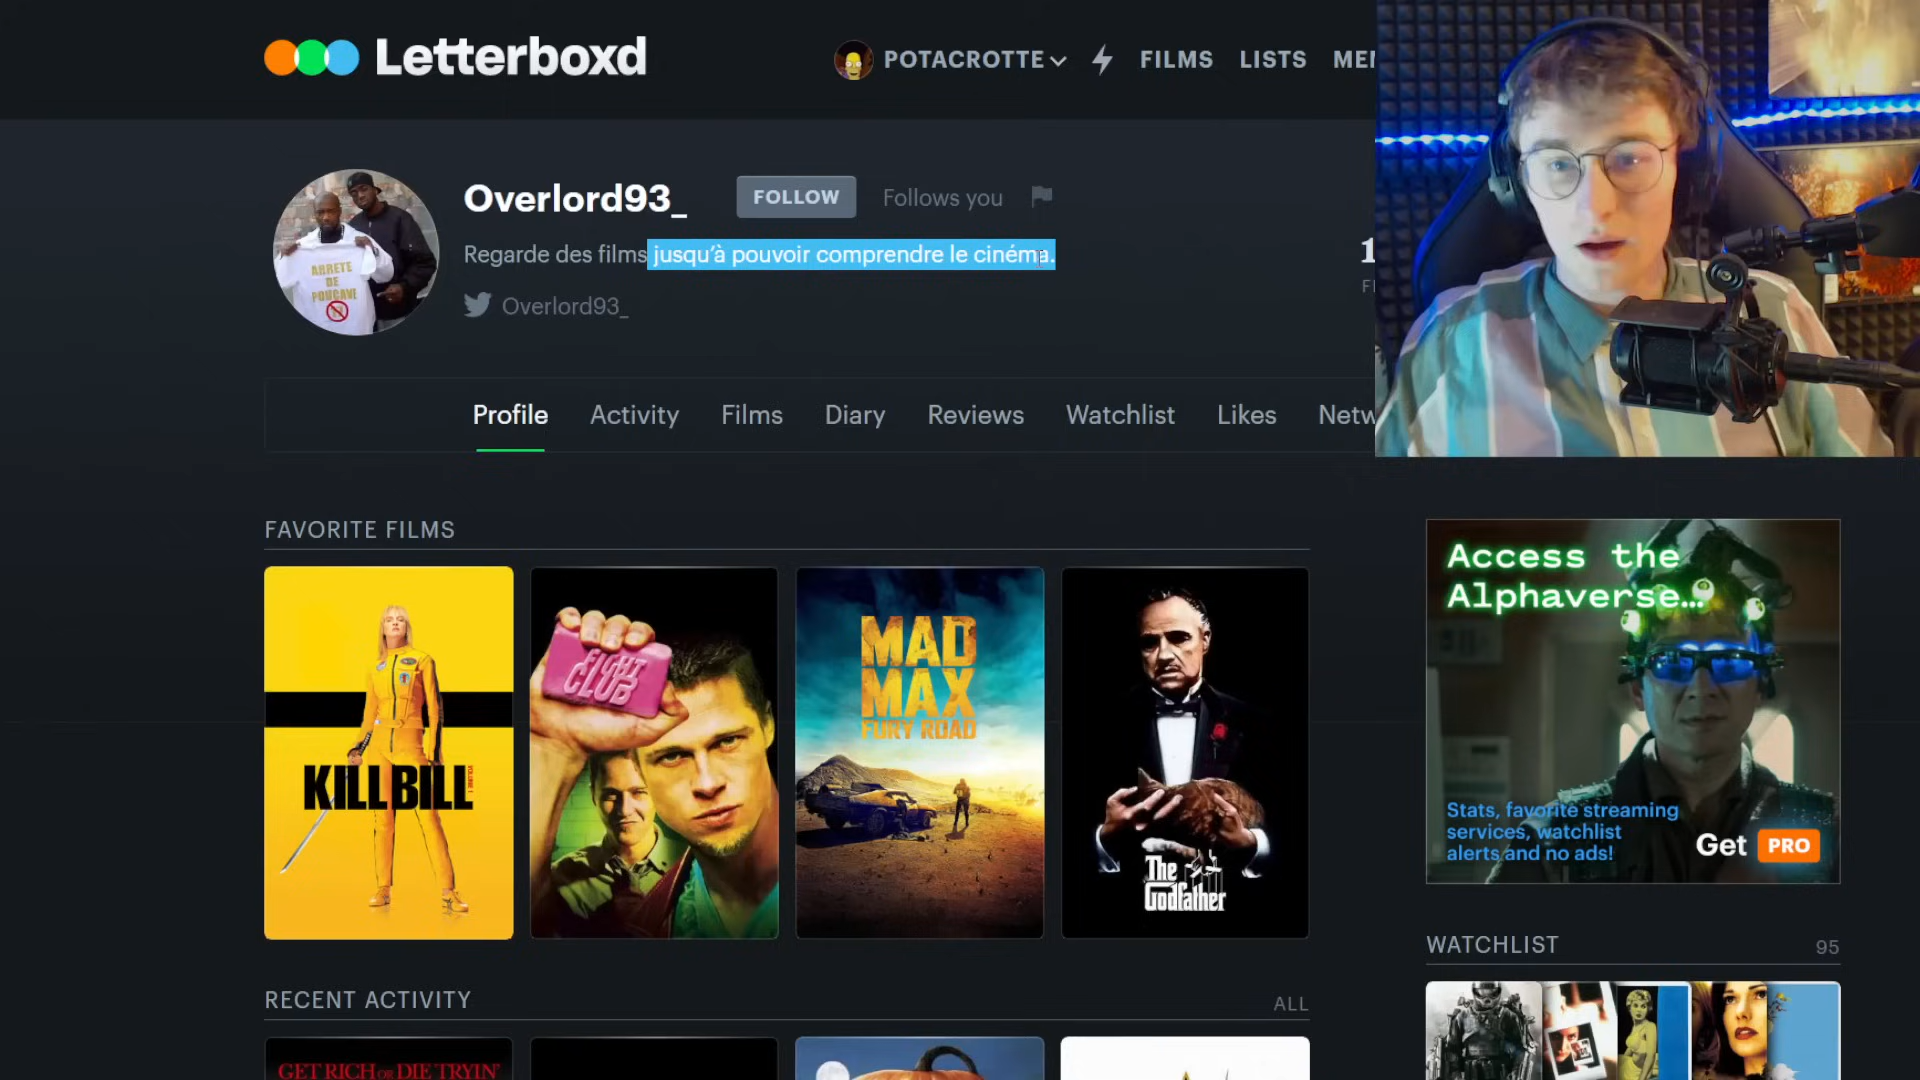 Letterboxd
POTACROTTE
FILMS
LISTS
Overlord93_
FOLLOW
Follows you
Regarde des films jusqu’à pouvoir comprendre le cinéma.
Overlord93_
ARRETE
DE
POUCAVE
Profile
Activity
Films
Diary
Reviews
Watchlist
Likes
FAVORITE FILMS
KILL BILL
FIGHT
CLUB
MAD
MAX
FURY ROAD
The
Godfather
Access the
Alphaverse…
Stats, favorite streaming
services, watchlist
alerts and no ads!
Get PRO
WATCHLIST
95
RECENT ACTIVITY
ALL
GET RICH OR DIE TRYIN'